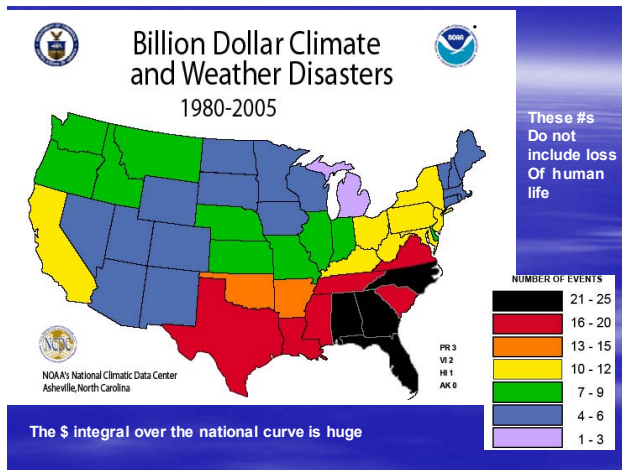 Billion Dollar Climate
and Weather Disasters
1980-2005
NOAA
These #s
Do not
include loss
Of human
life
NUMBER OF EVENTS
21 - 25
16 - 20
13 - 15
10 - 12
7 - 9
4 - 6
1 - 3
PR 3
VI 2
HI 1
AK 0
NCDC
NOAA's National Climatic Data Center
Asheville, North Carolina
The $ integral over the national curve is huge